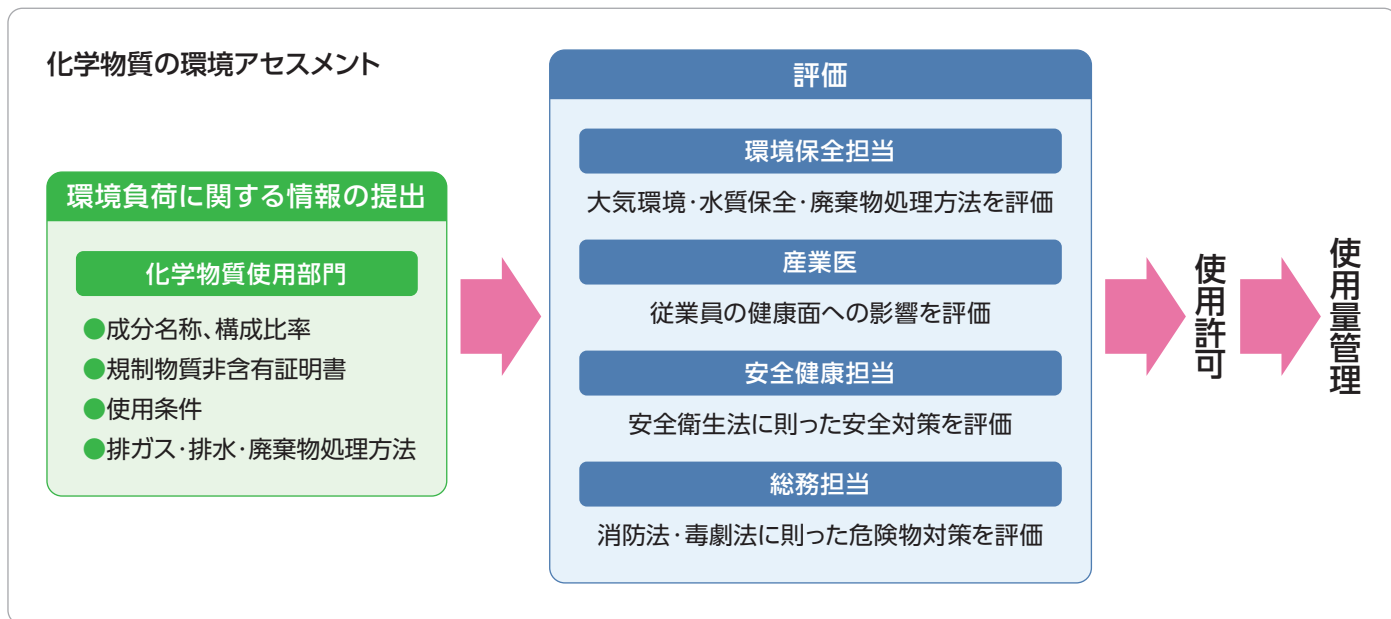 化学物質の環境アセスメント
環境負荷に関する情報の提出
化学物質使用部門
●成分名称、構成比率
●規制物質非含有証明書
●使用条件
●排ガス・排水・廃棄物処理方法
評価
環境保全担当
大気環境・水質保全・廃棄物処理方法を評価
産業医
従業員の健康面への影響を評価
安全健康担当
安全衛生法に則った安全対策を評価
総務担当
消防法・毒劇法に則った危険物対策を評価
使用許可
使用量管理